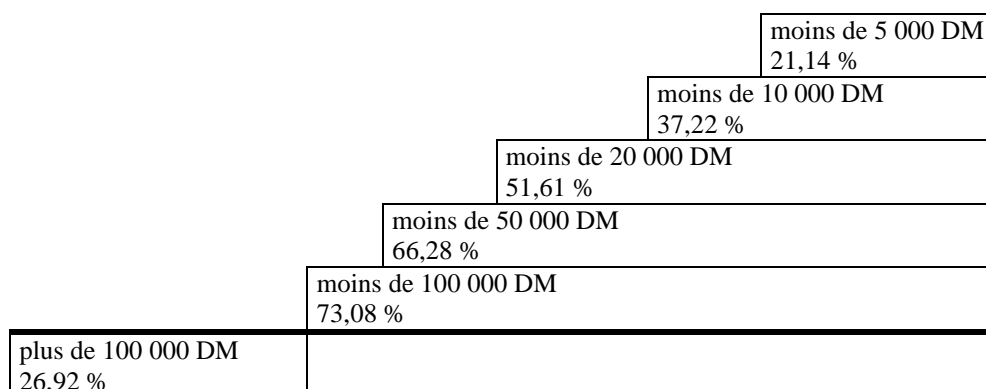 moins de 5 000 DM
21,14 %
moins de 10 000 DM
37,22 %
moins de 20 000 DM
51,61 %
moins de 50 000 DM
66,28 %
moins de 100 000 DM
73,08 %
plus de 100 000 DM
26,92 %